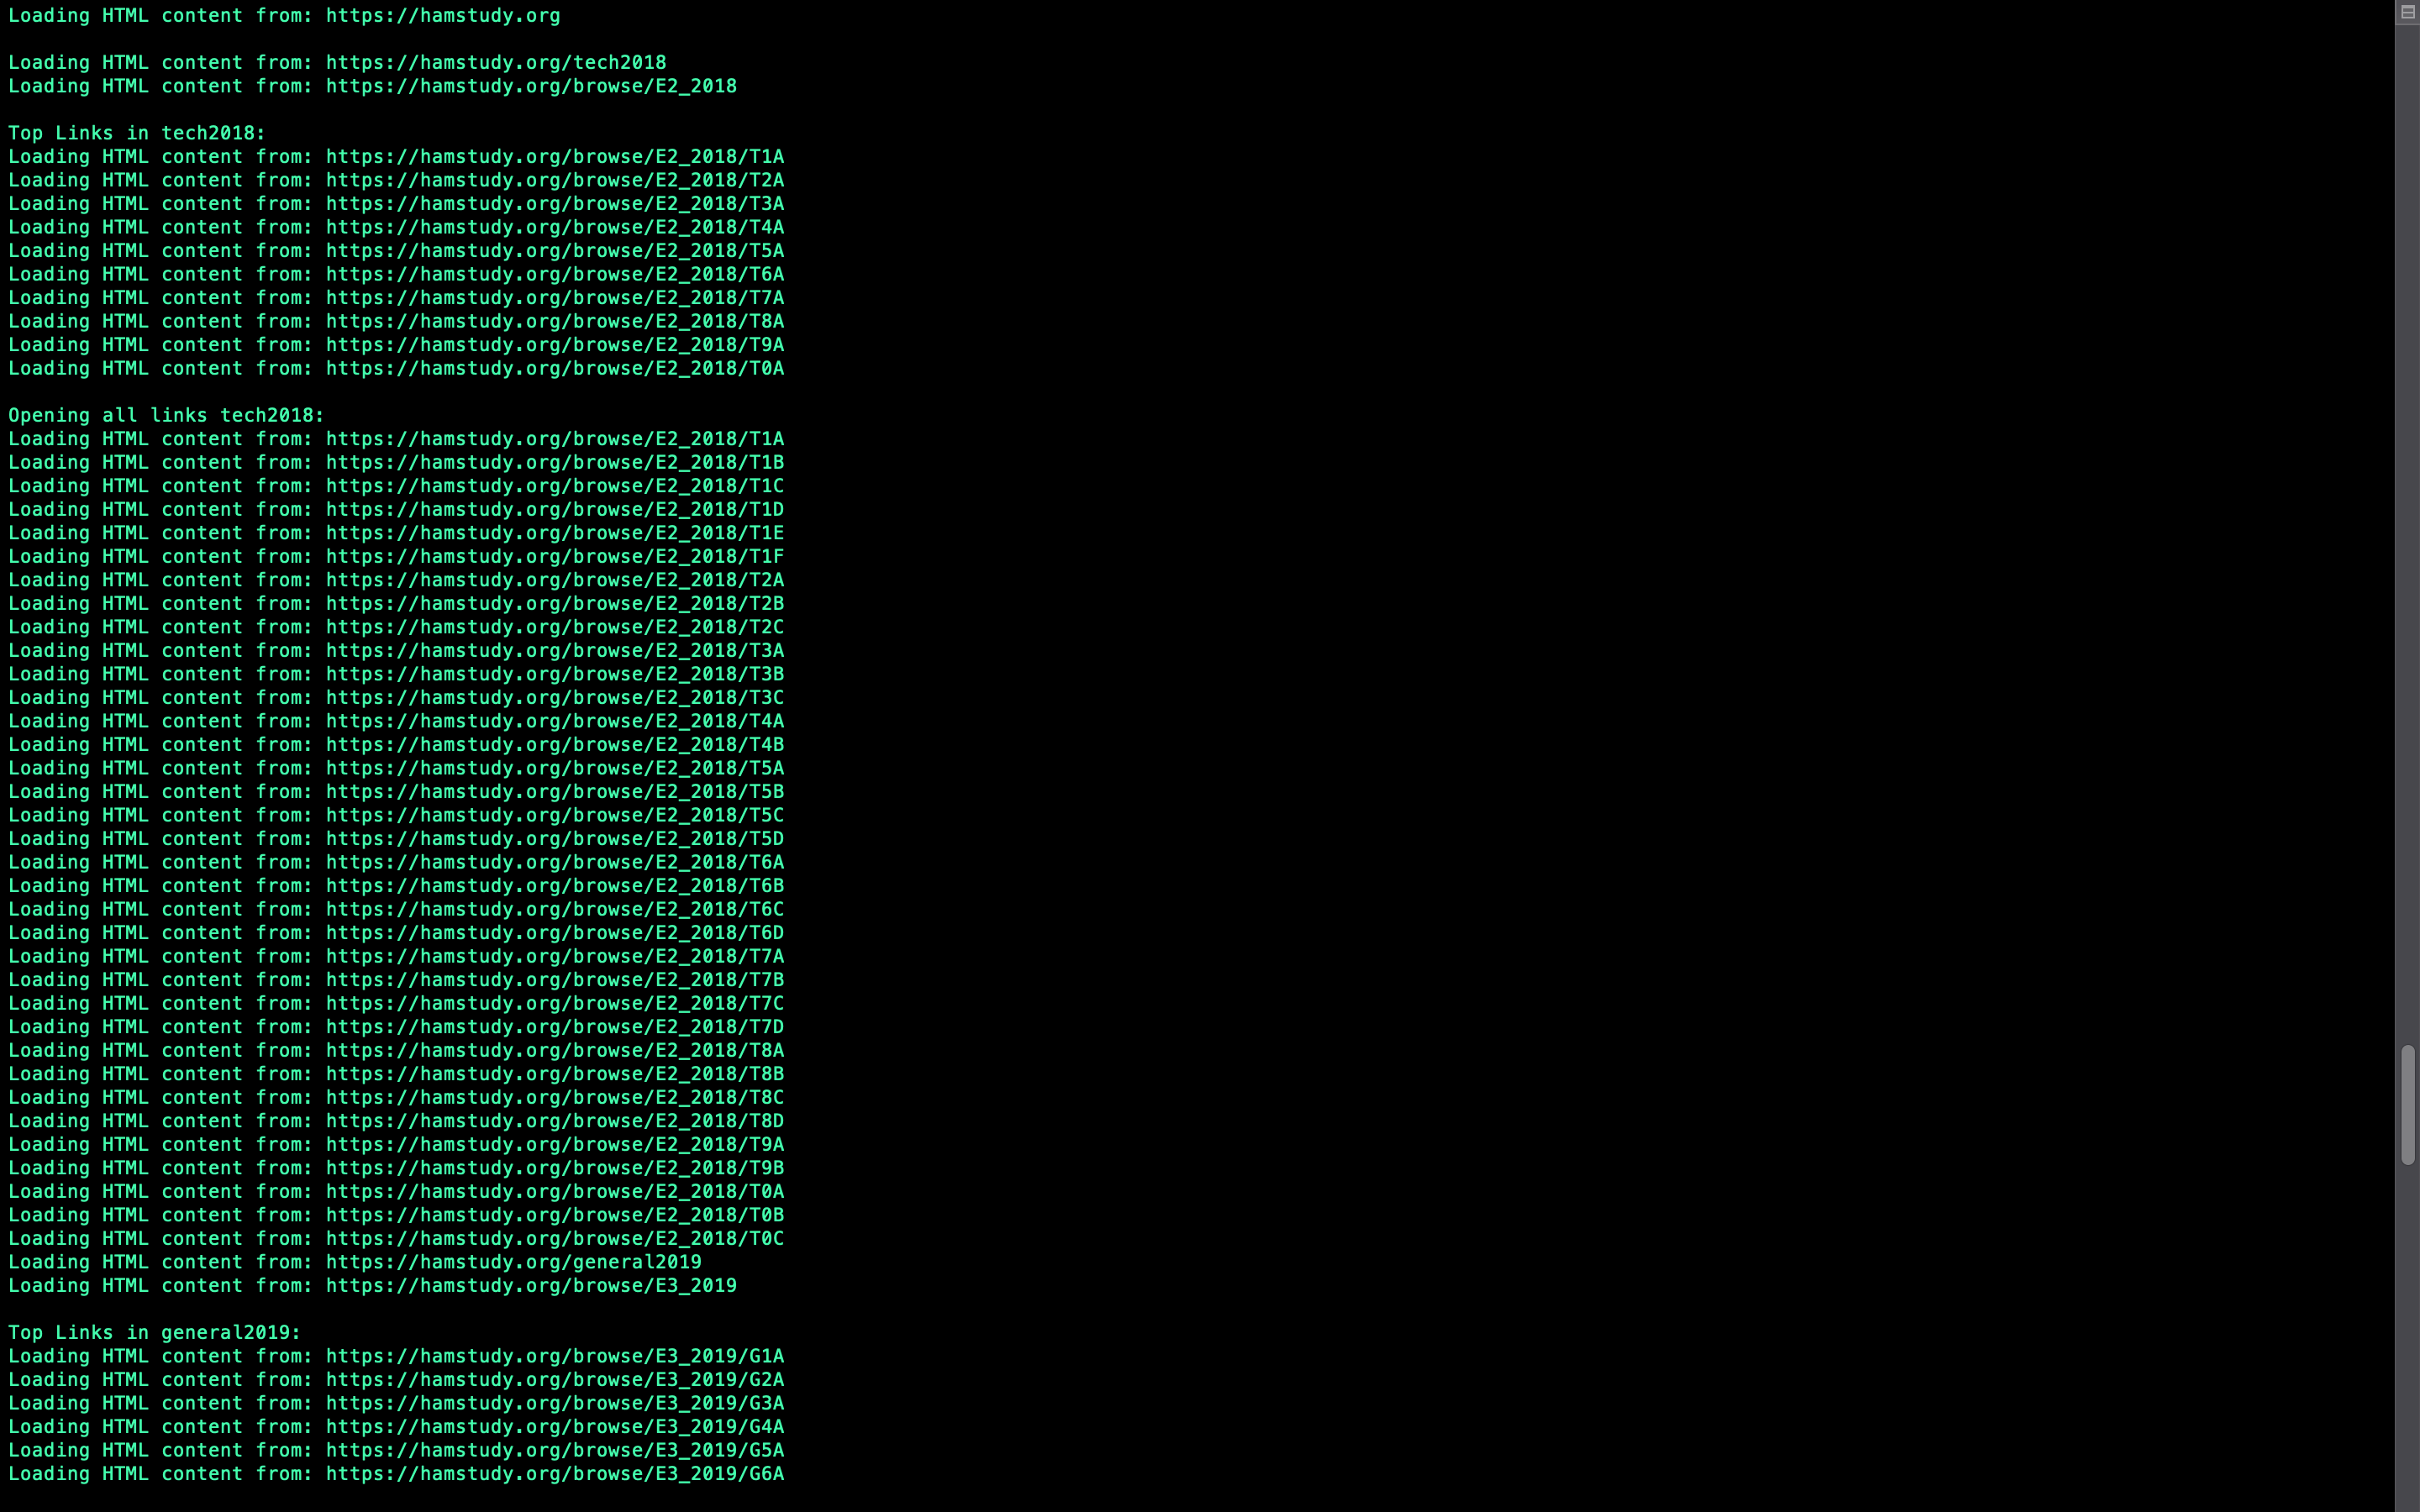 Loading HTML content from: https://hamstudy.org
Loading HTML content from: https://hamstudy.org/tech2018
Loading HTML content from: https://hamstudy.org/browse/E2_2018
Top Links in tech2018:
Loading HTML content from: https://hamstudy.org/browse/E2_2018/T1A
Loading HTML content from: https://hamstudy.org/browse/E2_2018/T2A
Loading HTML content from: https://hamstudy.org/browse/E2_2018/T3A
Loading HTML content from: https://hamstudy.org/browse/E2_2018/T4A
Loading HTML content from: https://hamstudy.org/browse/E2_2018/T5A
Loading HTML content from: https://hamstudy.org/browse/E2_2018/T6A
Loading HTML content from: https://hamstudy.org/browse/E2_2018/T7A
Loading HTML content from: https://hamstudy.org/browse/E2_2018/T8A
Loading HTML content from: https://hamstudy.org/browse/E2_2018/T9A
Loading HTML content from: https://hamstudy.org/browse/E2_2018/T0A
Opening all links tech2018:
Loading HTML content from: https://hamstudy.org/browse/E2_2018/T1A
Loading HTML content from: https://hamstudy.org/browse/E2_2018/T1B
Loading HTML content from: https://hamstudy.org/browse/E2_2018/T1C
Loading HTML content from: https://hamstudy.org/browse/E2_2018/T1D
Loading HTML content from: https://hamstudy.org/browse/E2_2018/T1E
Loading HTML content from: https://hamstudy.org/browse/E2_2018/T1F
Loading HTML content from: https://hamstudy.org/browse/E2_2018/T2A
Loading HTML content from: https://hamstudy.org/browse/E2_2018/T2B
Loading HTML content from: https://hamstudy.org/browse/E2_2018/T2C
Loading HTML content from: https://hamstudy.org/browse/E2_2018/T3A
Loading HTML content from: https://hamstudy.org/browse/E2_2018/T3B
Loading HTML content from: https://hamstudy.org/browse/E2_2018/T3C
Loading HTML content from: https://hamstudy.org/browse/E2_2018/T4A
Loading HTML content from: https://hamstudy.org/browse/E2_2018/T4B
Loading HTML content from: https://hamstudy.org/browse/E2_2018/T5A
Loading HTML content from: https://hamstudy.org/browse/E2_2018/T5B
Loading HTML content from: https://hamstudy.org/browse/E2_2018/T5C
Loading HTML content from: https://hamstudy.org/browse/E2_2018/T5D
Loading HTML content from: https://hamstudy.org/browse/E2_2018/T6A
Loading HTML content from: https://hamstudy.org/browse/E2_2018/T6B
Loading HTML content from: https://hamstudy.org/browse/E2_2018/T6C
Loading HTML content from: https://hamstudy.org/browse/E2_2018/T6D
Loading HTML content from: https://hamstudy.org/browse/E2_2018/T7A
Loading HTML content from: https://hamstudy.org/browse/E2_2018/T7B
Loading HTML content from: https://hamstudy.org/browse/E2_2018/T7C
Loading HTML content from: https://hamstudy.org/browse/E2_2018/T7D
Loading HTML content from: https://hamstudy.org/browse/E2_2018/T8A
Loading HTML content from: https://hamstudy.org/browse/E2_2018/T8B
Loading HTML content from: https://hamstudy.org/browse/E2_2018/T8C
Loading HTML content from: https://hamstudy.org/browse/E2_2018/T8D
Loading HTML content from: https://hamstudy.org/browse/E2_2018/T9A
Loading HTML content from: https://hamstudy.org/browse/E2_2018/T9B
Loading HTML content from: https://hamstudy.org/browse/E2_2018/T0A
Loading HTML content from: https://hamstudy.org/browse/E2_2018/T0B
Loading HTML content from: https://hamstudy.org/browse/E2_2018/T0C
Loading HTML content from: https://hamstudy.org/general2019
Loading HTML content from: https://hamstudy.org/browse/E3_2019
Top Links in general2019:
Loading HTML content from: https://hamstudy.org/browse/E3_2019/G1A
Loading HTML content from: https://hamstudy.org/browse/E3_2019/G2A
Loading HTML content from: https://hamstudy.org/browse/E3_2019/G3A
Loading HTML content from: https://hamstudy.org/browse/E3_2019/G4A
Loading HTML content from: https://hamstudy.org/browse/E3_2019/G5A
Loading HTML content from: https://hamstudy.org/browse/E3_2019/G6A